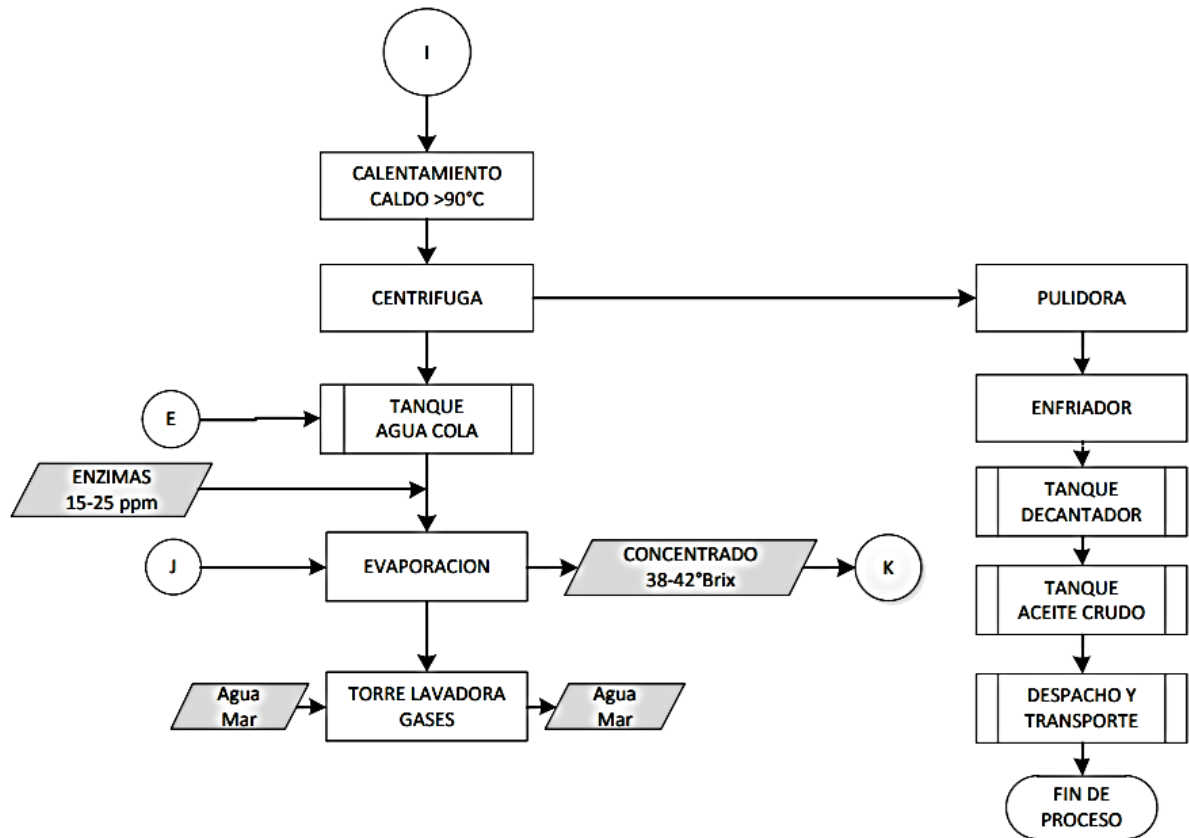 I
CALENTAMIENTO
CALDO >90°C
CENTRIFUGA
PULIDORA
E
TANQUE
AGUA COLA
ENFRIADOR
ENZIMAS
15-25 ppm
TANQUE
DECANTADOR
J
EVAPORACION
CONCENTRADO
38-42°Brix
K
TANQUE
ACEITE CRUDO
Agua
Mar
TORRE LAVADORA
GASES
Agua
Mar
DESPACHO Y
TRANSPORTE
FIN DE
PROCESO